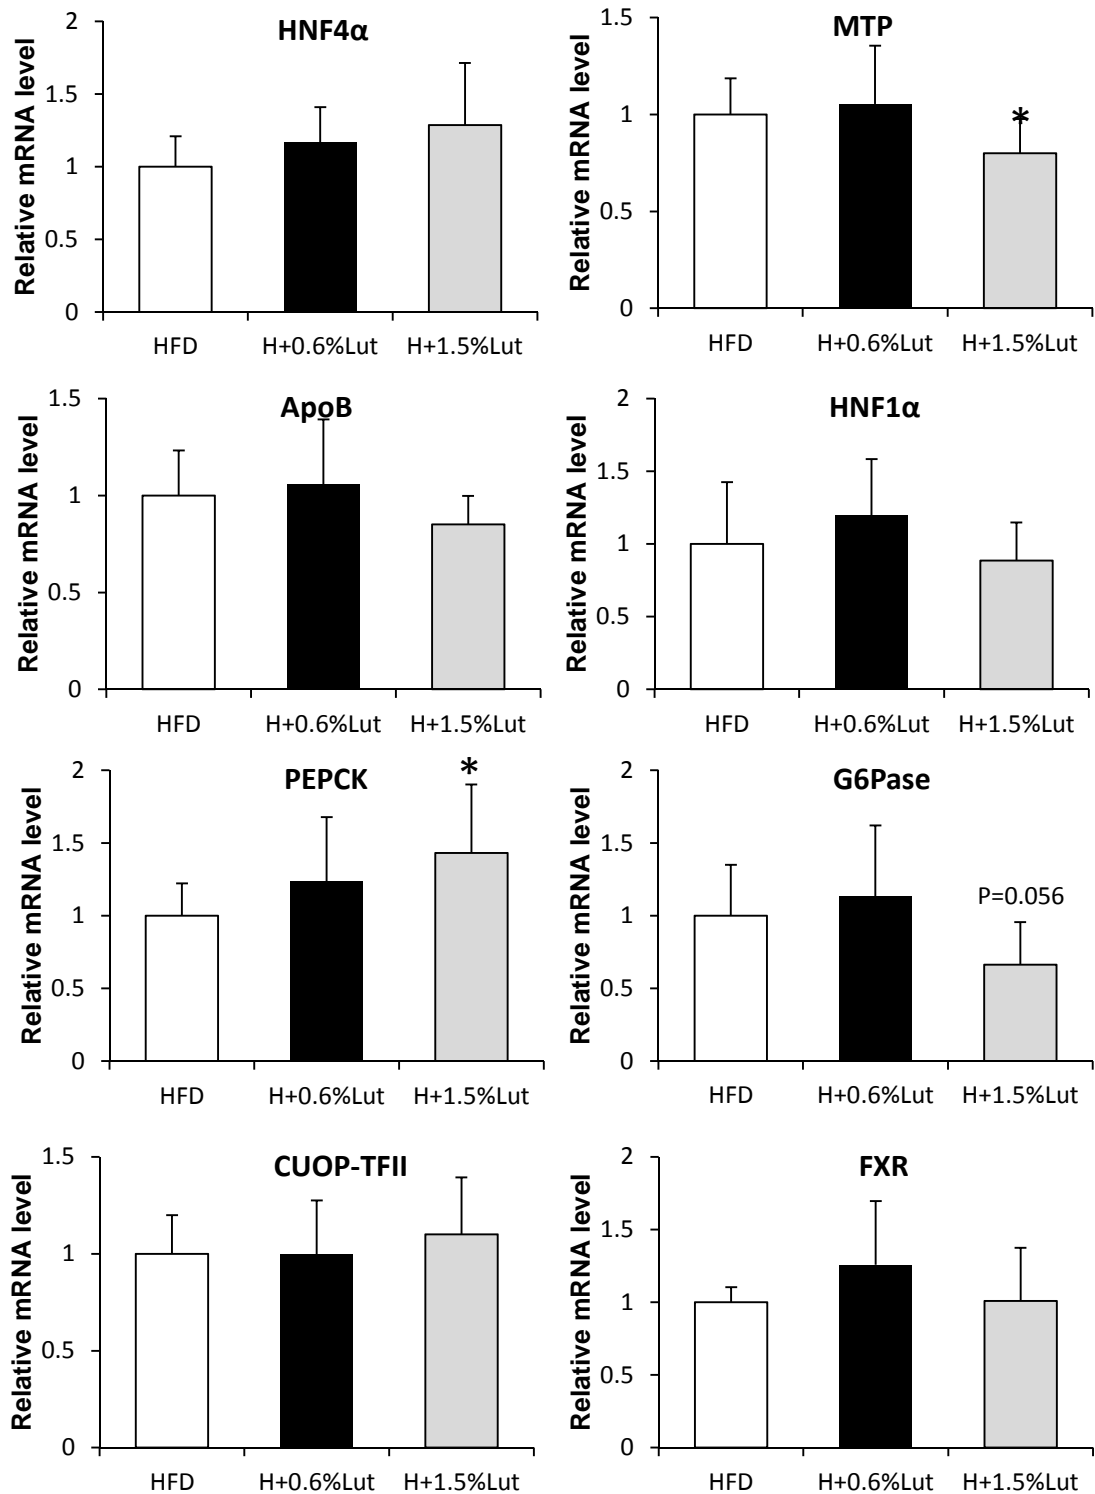 HNF4α
Relative mRNA level
2
1.5
1
0.5
0
HFD H+0.6%Lut H+1.5%Lut
MTP
Relative mRNA level
1.5
1
0.5
0
*
HFD H+0.6%Lut H+1.5%Lut
ApoB
Relative mRNA level
1.5
1
0.5
0
HFD H+0.6%Lut H+1.5%Lut
HNF1α
Relative mRNA level
2
1.5
1
0.5
0
HFD H+0.6%Lut H+1.5%Lut
PEPCK
Relative mRNA level
2
1.5
1
0.5
0
*
HFD H+0.6%Lut H+1.5%Lut
G6Pase
Relative mRNA level
2
1.5
1
0.5
0
P=0.056
HFD H+0.6%Lut H+1.5%Lut
CUOP-TFII
Relative mRNA level
1.5
1
0.5
0
HFD H+0.6%Lut H+1.5%Lut
FXR
Relative mRNA level
2
1.5
1
0.5
0
HFD H+0.6%Lut H+1.5%Lut